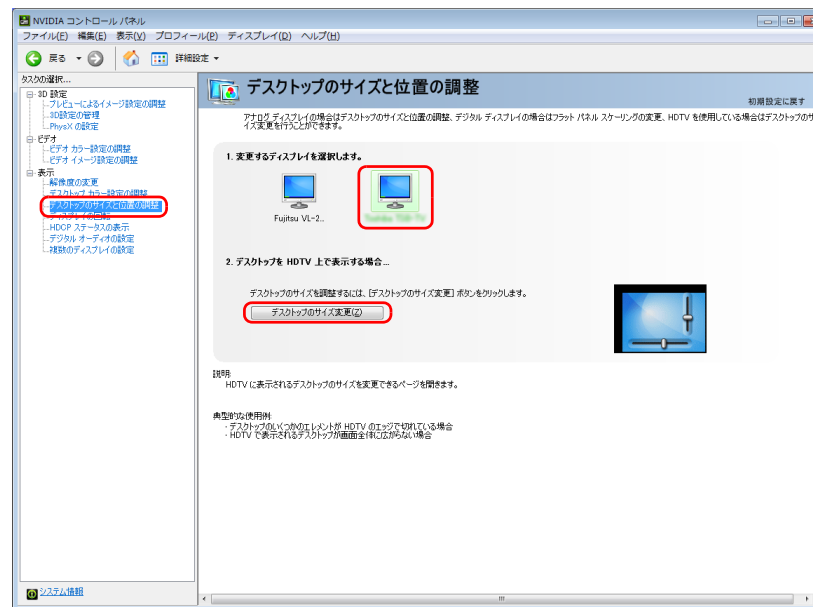 NVIDIA コントロール パネル
ファイル(F) 編集(E) 表示(V) プロフィール(P) ディスプレイ(D) ヘルプ(H)
戻る 詳細設定
タスクの選択...
3D 設定
プレビューによるイメージ設定の調整
3D設定の管理
PhysX の設定
ビデオ
ビデオ カラー設定の調整
ビデオ イメージ設定の調整
表示
解像度の変更
デスクトップ カラー設定の調整
デスクトップのサイズと位置の調整
ディスプレイの回転
HDCP ステータスの表示
デジタル オーディオの設定
複数のディスプレイの設定
システム情報
デスクトップのサイズと位置の調整
初期設定に戻す
アナログ ディスプレイの場合はデスクトップのサイズと位置の調整、デジタル ディスプレイの場合はフラット パネル スケーリングの変更、HDTV を使用している場合はデスクトップのサ
イズ変更を行うことができます。
1. 変更するディスプレイを選択します。
Fujitsu VL-2...
2. デスクトップを HDTV 上で表示する場合...
デスクトップのサイズを調整するには、[デスクトップのサイズ変更] ボタンをクリックします。
デスクトップのサイズ変更(Z)
説明:
HDTV に表示されるデスクトップのサイズを変更できるページを開きます。
典型的な使用例:
· デスクトップのいくつかのエレメントが HDTV のエッジで切れている場合
· HDTV で表示されるデスクトップが画面全体に広がらない場合